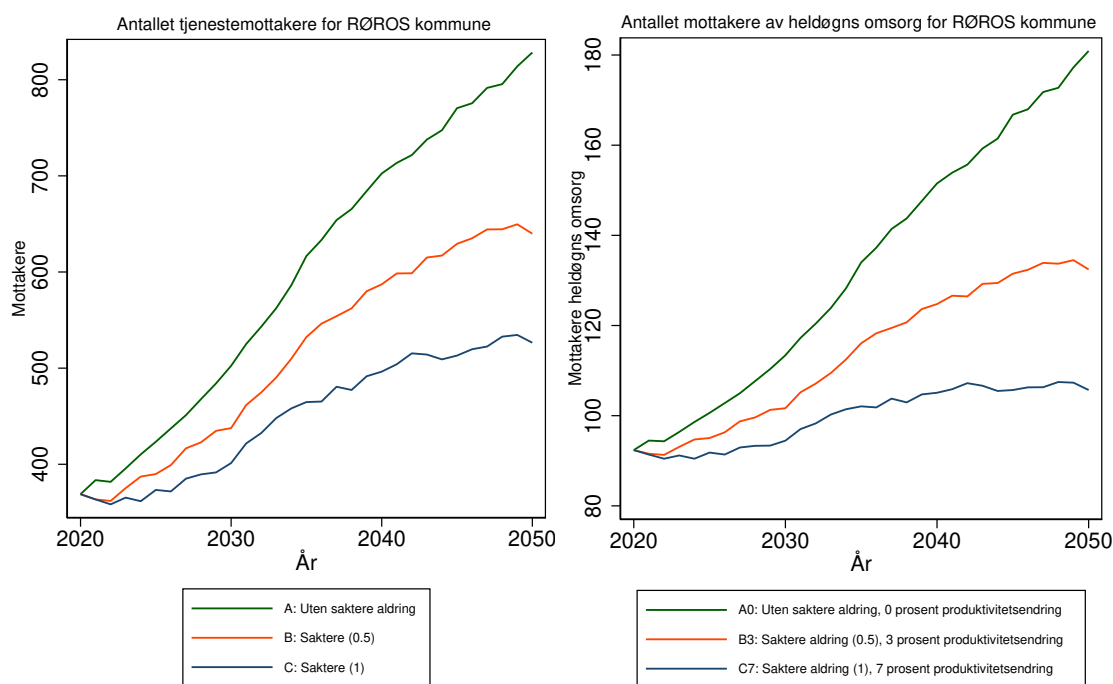 Antallet tjenestemottakere for RØROS kommune
Mottakere
800
700
600
500
400
2020
2030
2040
2050
År
A: Uten saktere aldring
B: Saktere (0.5)
C: Saktere (1)
Antallet mottakere av heldøgns omsorg for RØROS kommune
Mottakere heldøgns omsorg
180
160
140
120
100
80
2020
2030
2040
2050
År
A0: Uten saktere aldring, 0 prosent produktivitetsendring
B3: Saktere aldring (0.5), 3 prosent produktivitetsendring
C7: Saktere aldring (1), 7 prosent produktivitetsendring